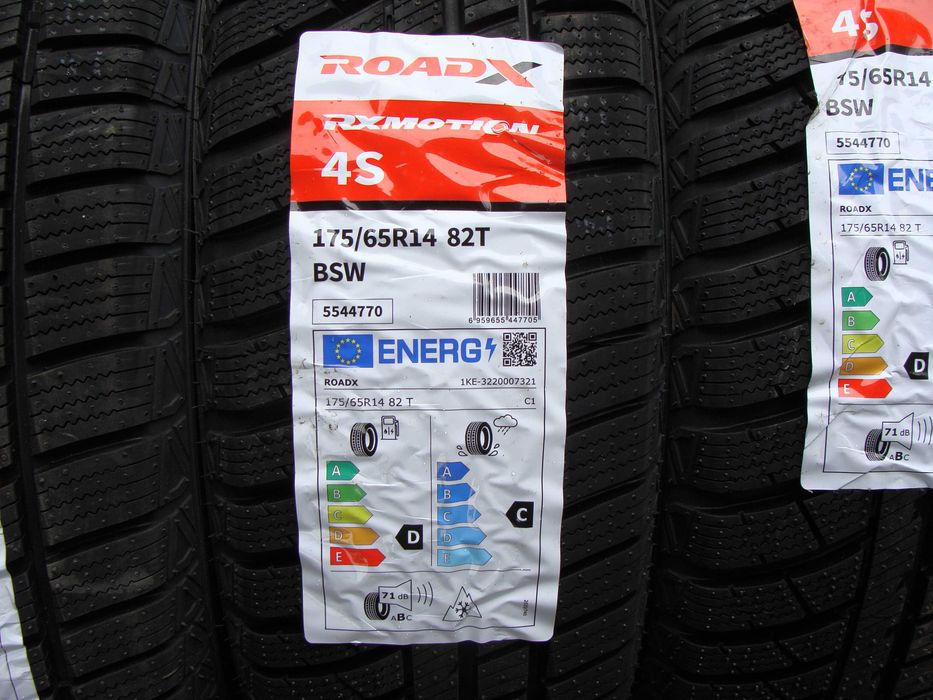 ROADX
RXMOTION
4S
175/65R14 82T
BSW
5544770
6 959655 447705
ENERG
ROADX
1KE-3220007321
175/65R14 82 T
C1
A
B
C
D
E
D
A
B
C
D
E
C
71 dB
ABC
4S
175/65R14
BSW
5544770
ENE
ROADX
175/65R14 82 T
A
B
C
D
E
D
71 dB
ABC